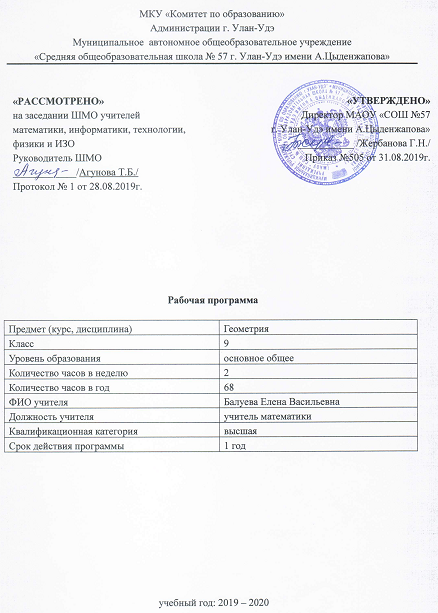 МКУ «Комитет по образованию»
Администрации г. Улан-Удэ
Муниципальное автономное общеобразовательное учреждение
«Средняя общеобразовательная школа № 57 г. Улан-Удэ имени А.Цыденжапова»
«РАССМОТРЕНО»
на заседании ШМО учителей
математики, информатики, технологии,
физики и ИЗО
Руководитель ШМО
/Агунова Т.Б./
Протокол № 1 от 28.08.2019г.
«УТВЕРЖДЕНО»
Директор МАОУ «СОШ №57
г. Улан-Удэ имени А.Цыденжапова»
/Жербанова Г.Н./
Приказ №505 от 31.08.2019г.
Рабочая программа
Предмет (курс, дисциплина) Геометрия
Класс 9
Уровень образования основное общее
Количество часов в неделю 2
Количество часов в год 68
ФИО учителя Балуева Елена Васильевна
Должность учителя учитель математики
Квалификационная категория высшая
Срок действия программы 1 год
учебный год: 2019 – 2020